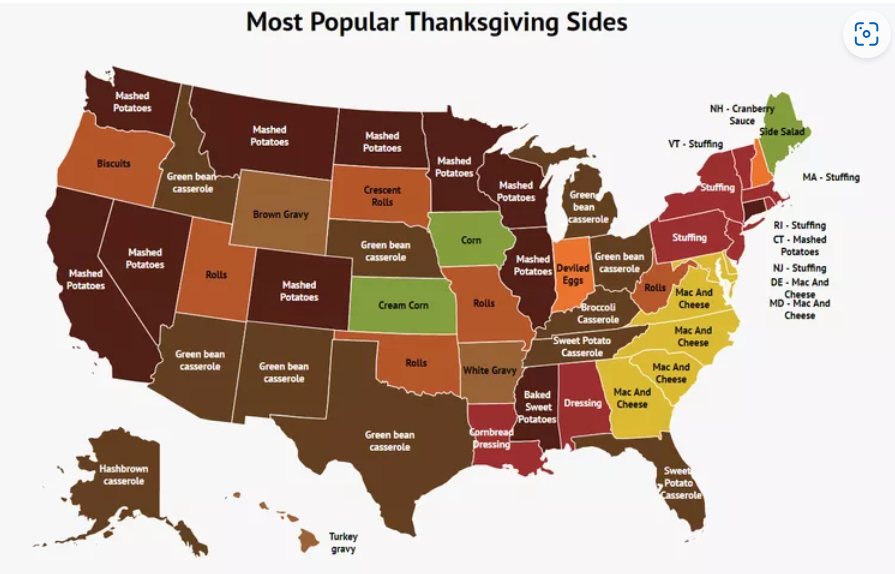 Most Popular Thanksgiving Sides
Mashed
Potatoes
Biscuits
Green bean
casserole
Mashed
Potatoes
Mashed
Potatoes
Mashed
Potatoes
Mashed
Potatoes
Green
bean
casserole
NH - Cranberry
Sauce
Side Salad
VT - Stuffing
MA - Stuffing
Stuffing
Brown Gravy
Crescent
Rolls
Corn
Green bean
casserole
Mashed
Potatoes
Mashed
Potatoes
Rolls
Mashed
Potatoes
Cream Corn
Rolls
Mashed
Potatoes
Deviled
Eggs
Green bean
casserole
Stuffing
RI - Stuffing
CT - Mashed
Potatoes
NJ - Stuffing
DE - Mac And
Cheese
MD - Mac And
Cheese
Rolls
Mac And
Cheese
Broccoli
Casserole
Mac And
Cheese
Sweet Potato
Casserole
Green bean
casserole
Green bean
casserole
Rolls
White Gravy
Mac And
Cheese
Baked
Sweet
Potatoes
Dressing
Mac And
Cheese
Green bean
casserole
Cornbread
Dressing
Sweet
Potato
Casserole
Hashbrown
casserole
Turkey
gravy